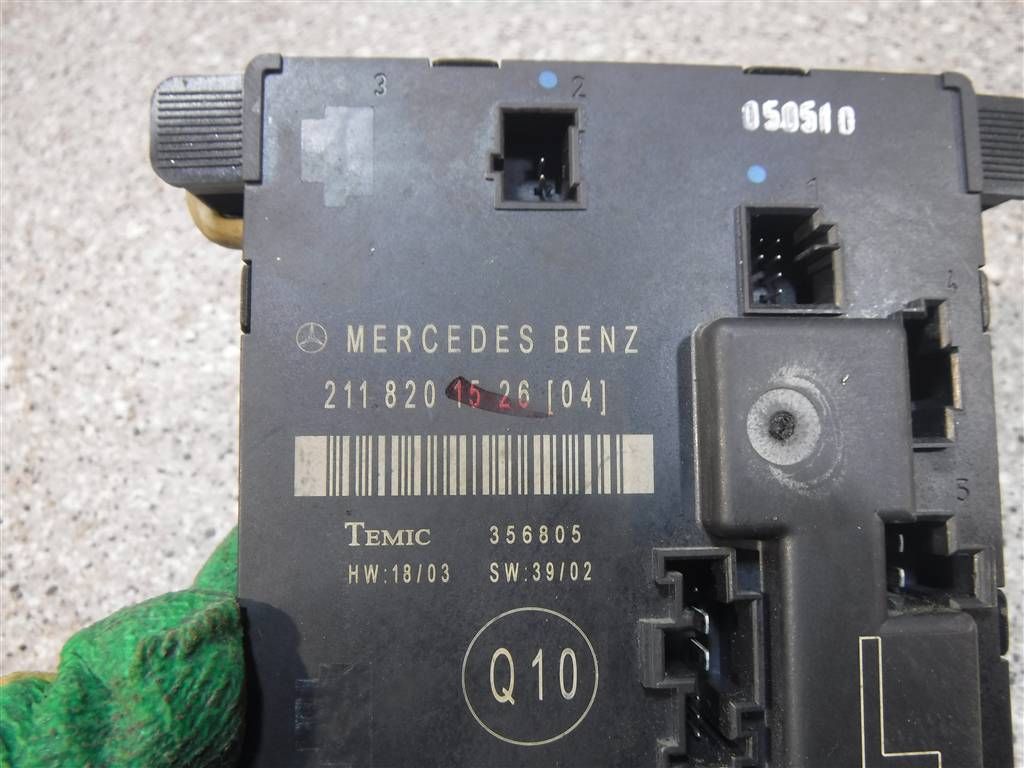 3
2
050510
1
MERCEDES BENZ
211 820 15 26 [04]
4
5
TEMIC 356805
HW:18/03 SW:39/02
Q10
L